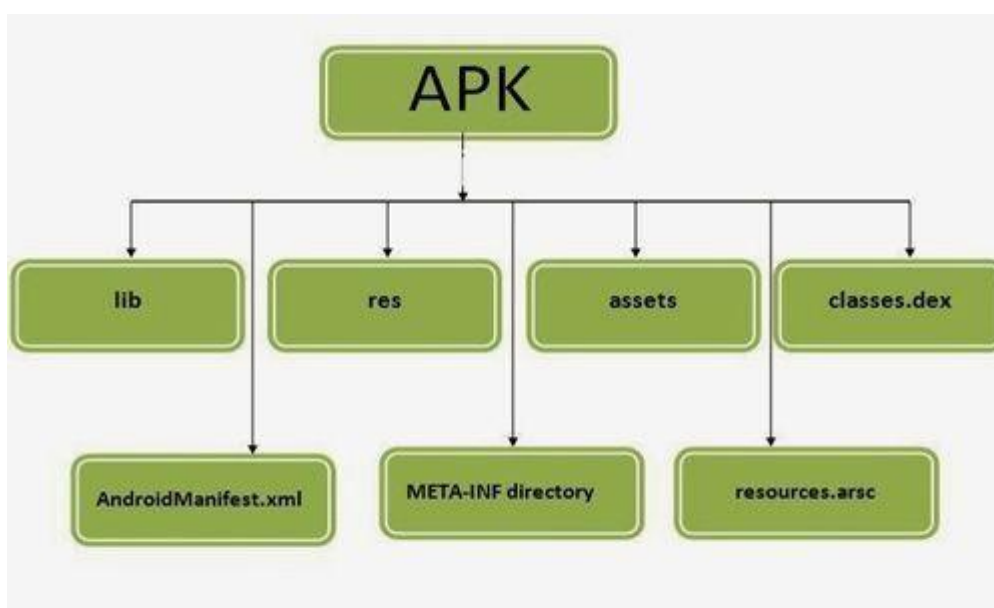 APK
lib
res
assets
classes.dex
AndroidManifest.xml
META-INF directory
resources.arsc